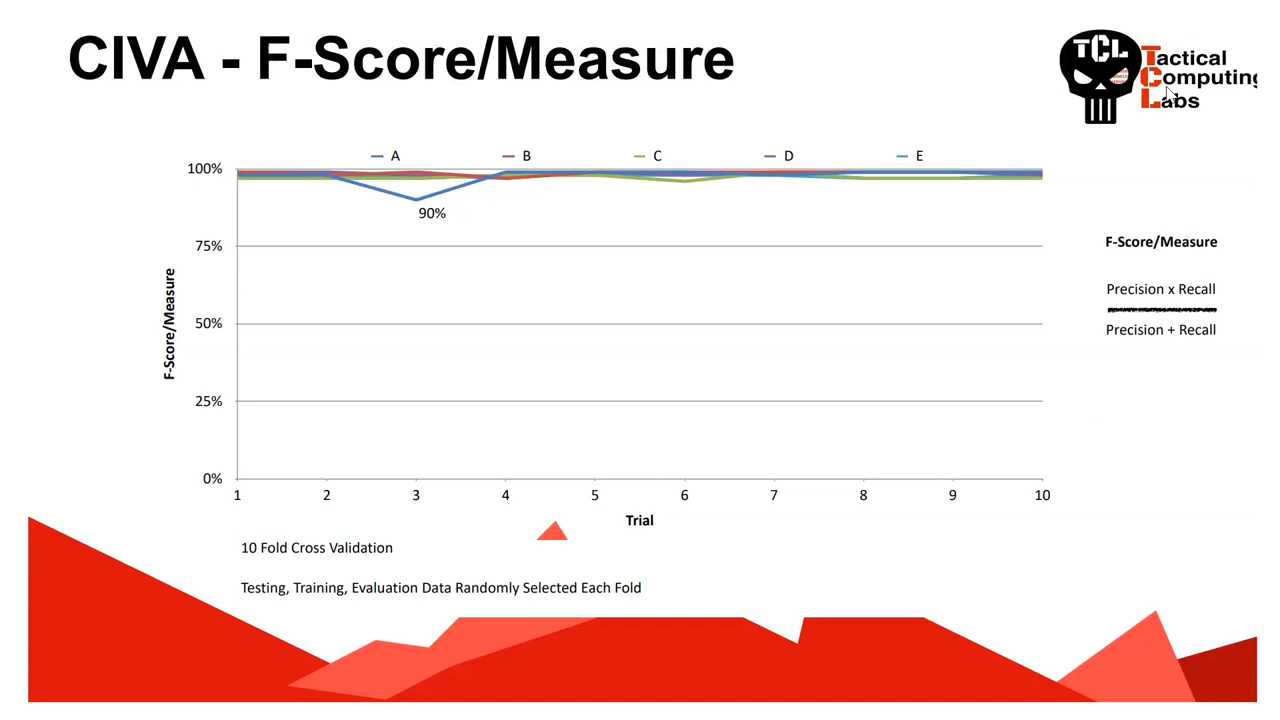 CIVA - F-Score/Measure
TCL
Tactical
Computing
Labs
A B C D E
100%
90%
75%
50%
25%
0%
F-Score/Measure
1 2 3 4 5 6 7 8 9 10
Trial
F-Score/Measure
Precision x Recall
Precision + Recall
10 Fold Cross Validation
Testing, Training, Evaluation Data Randomly Selected Each Fold